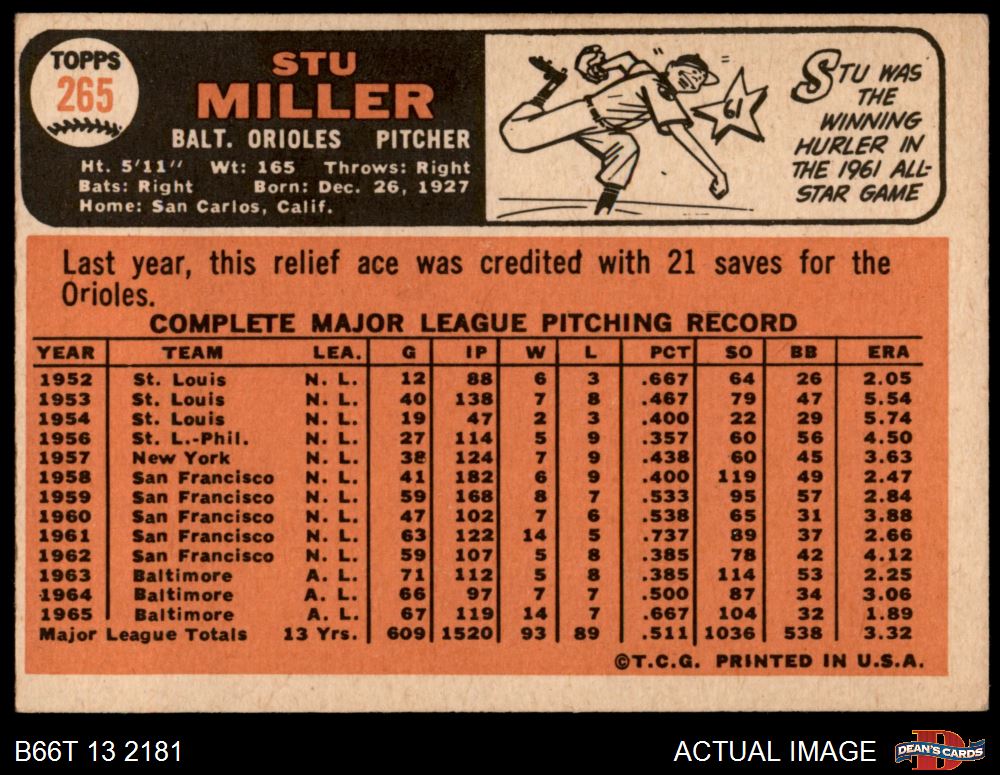 TOPPS
265
STU
MILLER
BALT. ORIOLES PITCHER
Ht. 5'11" Wt: 165 Throws: Right
Bats: Right Born: Dec. 26, 1927
Home: San Carlos, Calif.
61
STU WAS
THE
WINNING
HURLER IN
THE 1961 ALL-
STAR GAME
Last year, this relief ace was credited with 21 saves for the
Orioles.
COMPLETE MAJOR LEAGUE PITCHING RECORD
YEAR TEAM LEA. G IP W L PCT SO BB ERA
1952 St. Louis N. L. 12 88 6 3 .667 64 26 2.05
1953 St. Louis N. L. 40 138 7 8 .467 79 47 5.54
1954 St. Louis N. L. 19 47 2 3 .400 22 29 5.74
1956 St. L.-Phil. N. L. 27 114 5 9 .357 60 56 4.50
1957 New York N. L. 38 124 7 9 .438 60 45 3.63
1958 San Francisco N. L. 41 182 6 9 .400 119 49 2.47
1959 San Francisco N. L. 59 168 8 7 .533 95 57 2.84
1960 San Francisco N. L. 47 102 7 6 .538 65 31 3.88
1961 San Francisco N. L. 63 122 14 5 .737 89 37 2.66
1962 San Francisco N. L. 59 107 5 8 .385 78 42 4.12
1963 Baltimore A. L. 71 112 5 8 .385 114 53 2.25
1964 Baltimore A. L. 66 97 7 7 .500 87 34 3.06
1965 Baltimore A. L. 67 119 14 7 .667 104 32 1.89
Major League Totals 13 Yrs. 609 1520 93 89 .511 1036 538 3.32
©T.C.G. PRINTED IN U.S.A.
B66T 13 2181
ACTUAL IMAGE
DEAN'S CARDS